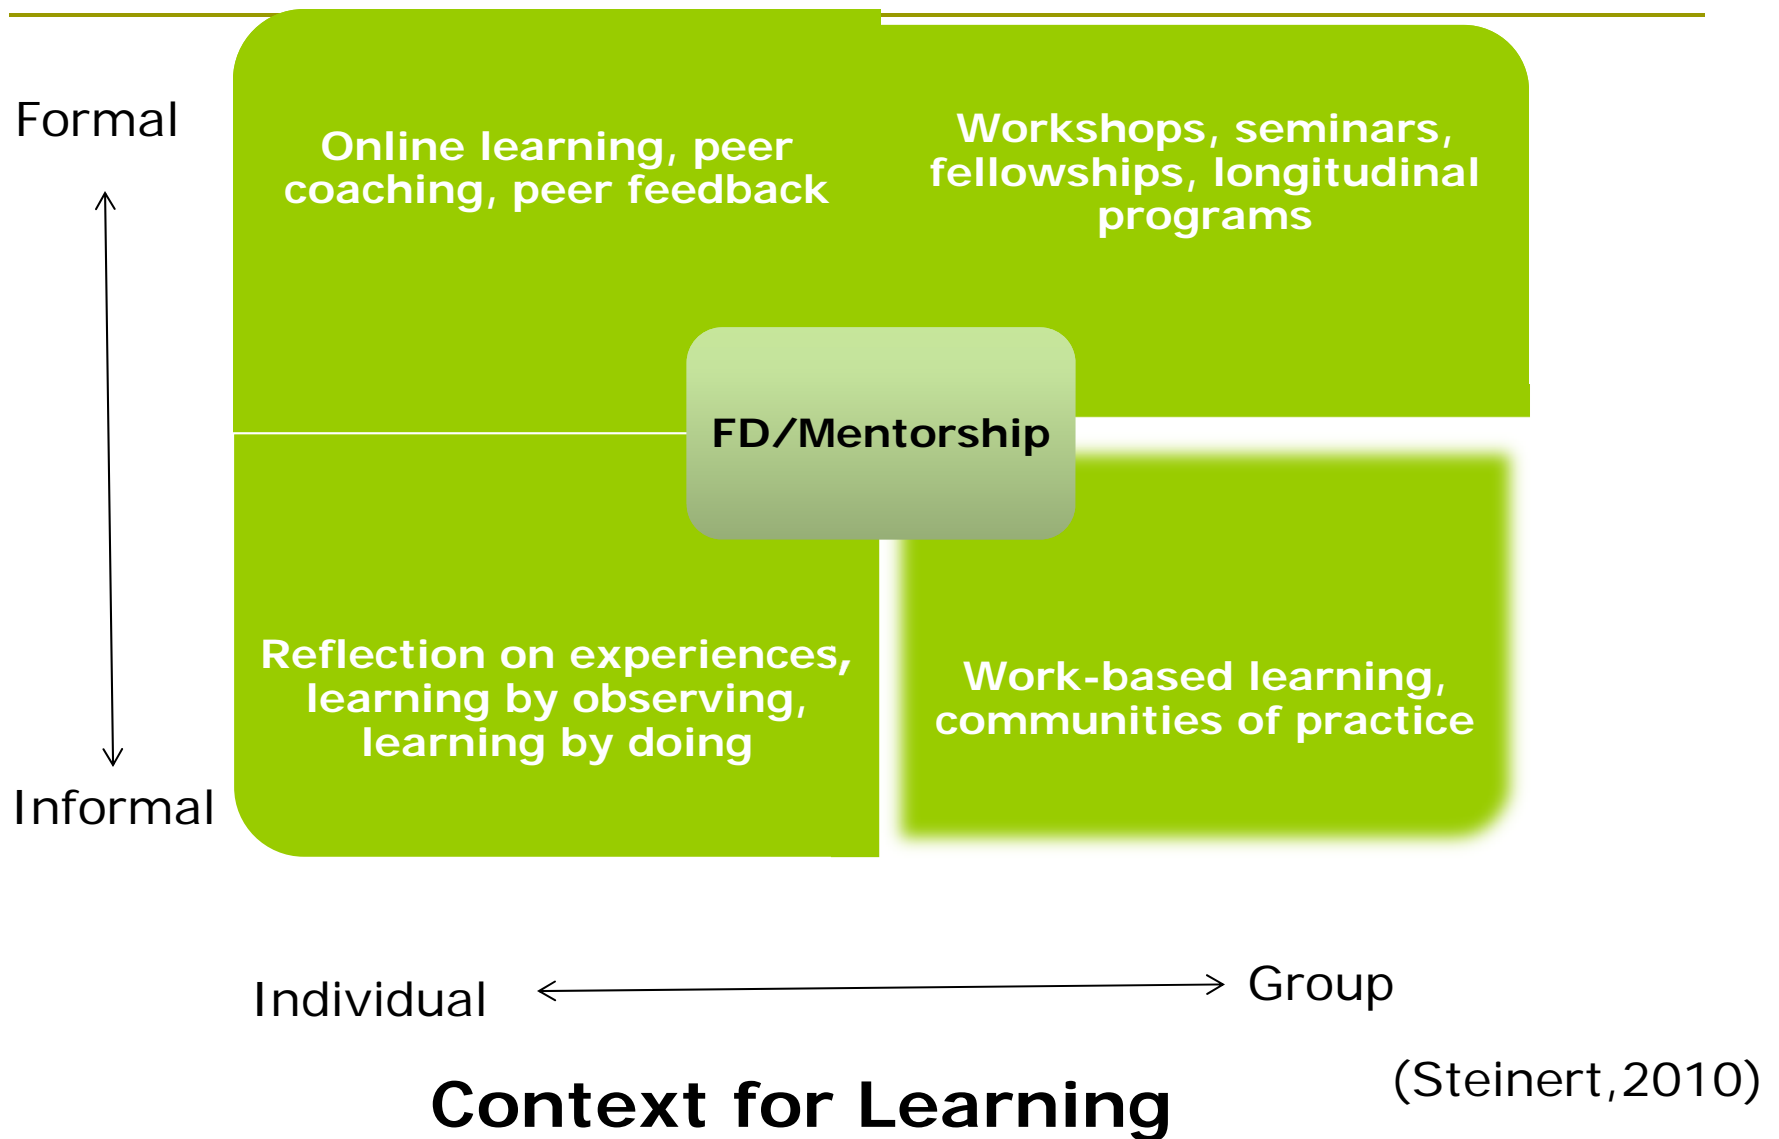 Formal
Online learning, peer
coaching, peer feedback
Workshops, seminars,
fellowships, longitudinal
programs
FD/Mentorship
Reflection on experiences,
learning by observing,
learning by doing
Work-based learning,
communities of practice
Informal
Individual
Group
(Steinert,2010)
Context for Learning